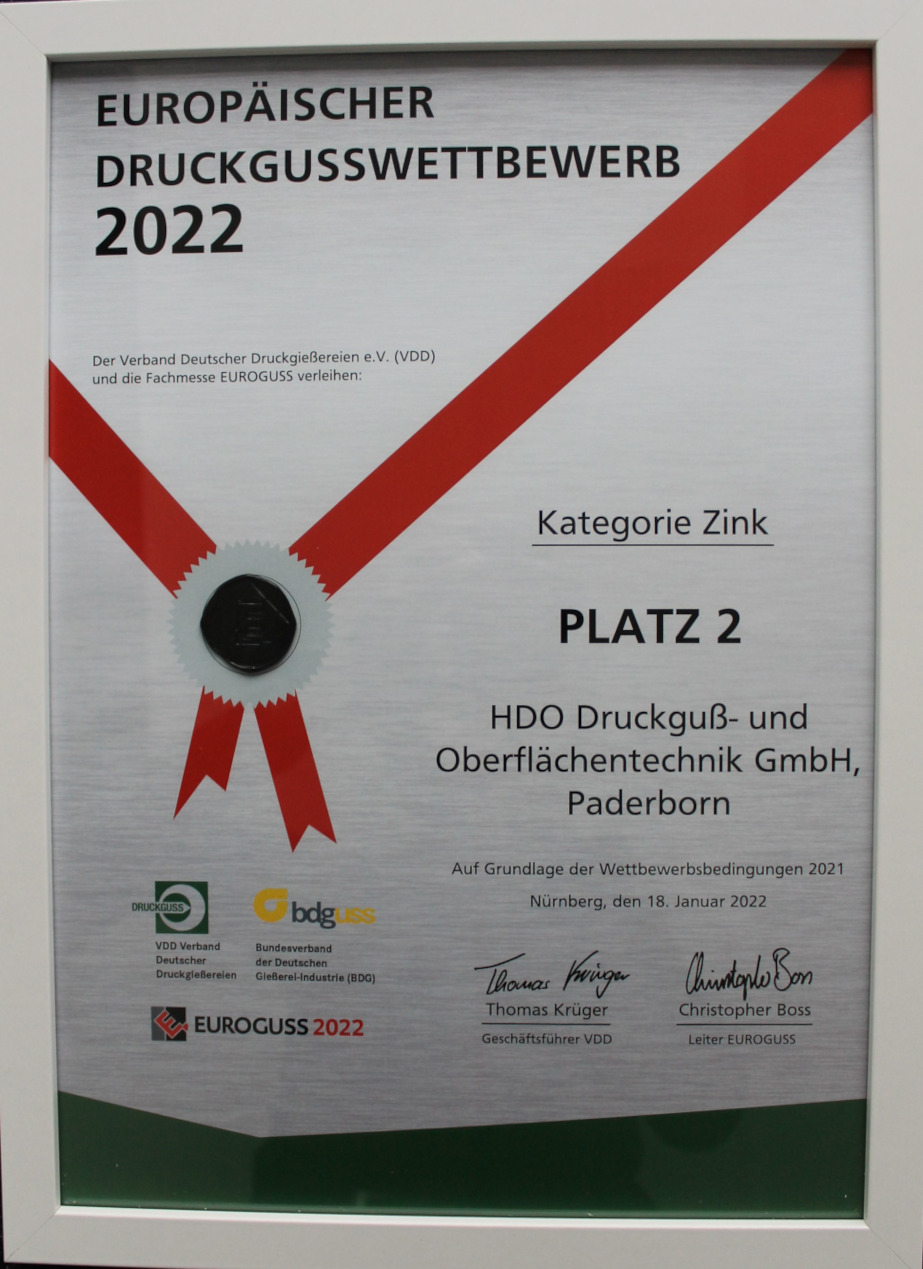 EUROPÄISCHER
DRUCKGUSSWETTBEWERB
2022
Der Verband Deutscher Druckgießereien e.V. (VDD)
und die Fachmesse EUROGUSS verleihen:
Kategorie Zink
PLATZ 2
HDO Druckguß- und
Oberflächentechnik GmbH,
Paderborn
Auf Grundlage der Wettbewerbsbedingungen 2021
Nürnberg, den 18. Januar 2022
DRUCKGUSS
VDD Verband
Deutscher
Druckgießereien
bdguss
Bundesverband
der Deutschen
Gießerei-Industrie (BDG)
EUROGUSS 2022
Thomas Krüger
Thomas Krüger
Geschäftsführer VDD
Christopher Boss
Christopher Boss
Leiter EUROGUSS